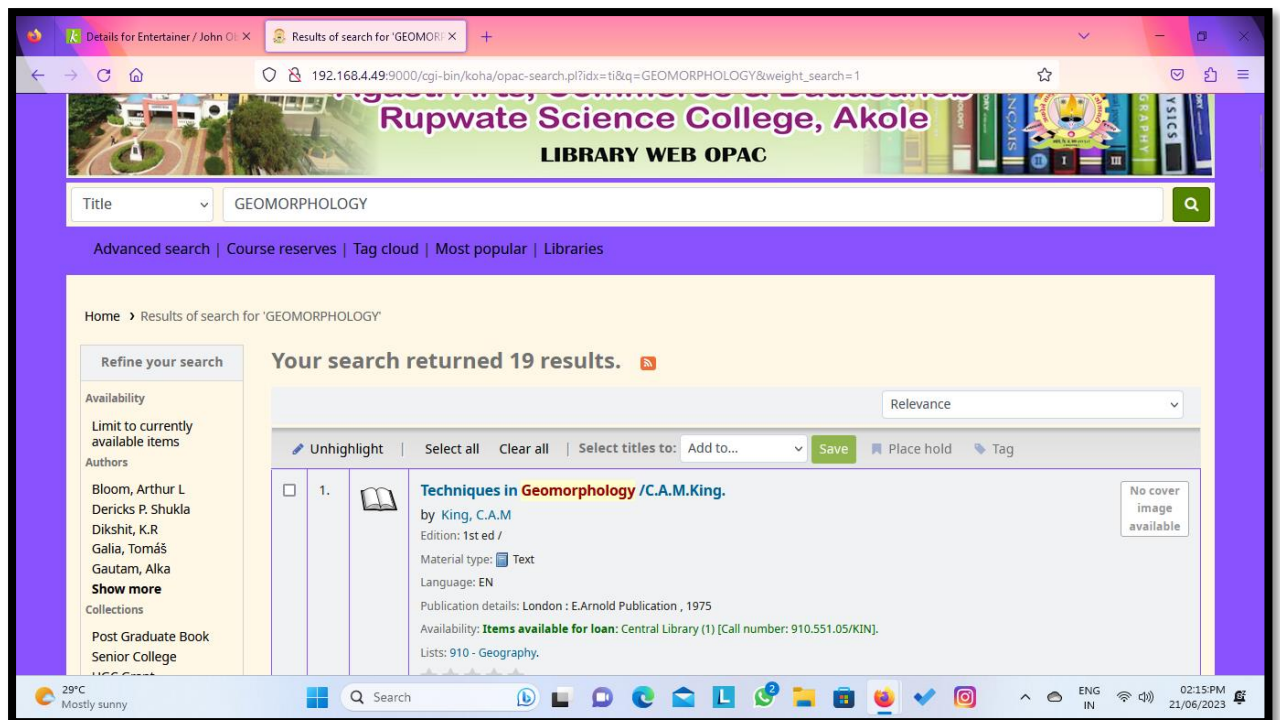 Details for Entertainer / John O
Results of search for 'GEOMOR
192.168.4.49:9000/cgi-bin/koha/opac-search.pl?idx=ti&q=GEOMORPHOLOGY&weight_search=1
Rupwate Science College, Akole
LIBRARY WEB OPAC
Title
GEOMORPHOLOGY
Advanced search | Course reserves | Tag cloud | Most popular | Libraries
Home › Results of search for 'GEOMORPHOLOGY'
Refine your search
Availability
Limit to currently
available items
Authors
Bloom, Arthur L
Dericks P. Shukla
Dikshit, K.R
Galia, Tomáš
Gautam, Alka
Show more
Collections
Post Graduate Book
Senior College
Your search returned 19 results.
Relevance
Unhighlight | Select all Clear all | Select titles to: Add to... Save Place hold Tag
1.
Techniques in Geomorphology /C.A.M.King.
by King, C.A.M
Edition: 1st ed /
Material type: Text
Language: EN
Publication details: London : E.Arnold Publication , 1975
Availability: Items available for loan: Central Library (1) [Call number: 910.551.05/KIN].
Lists: 910 - Geography.
No cover
image
available
29°C
Mostly sunny
Search
ENG
IN
02:15:PM
21/06/2023